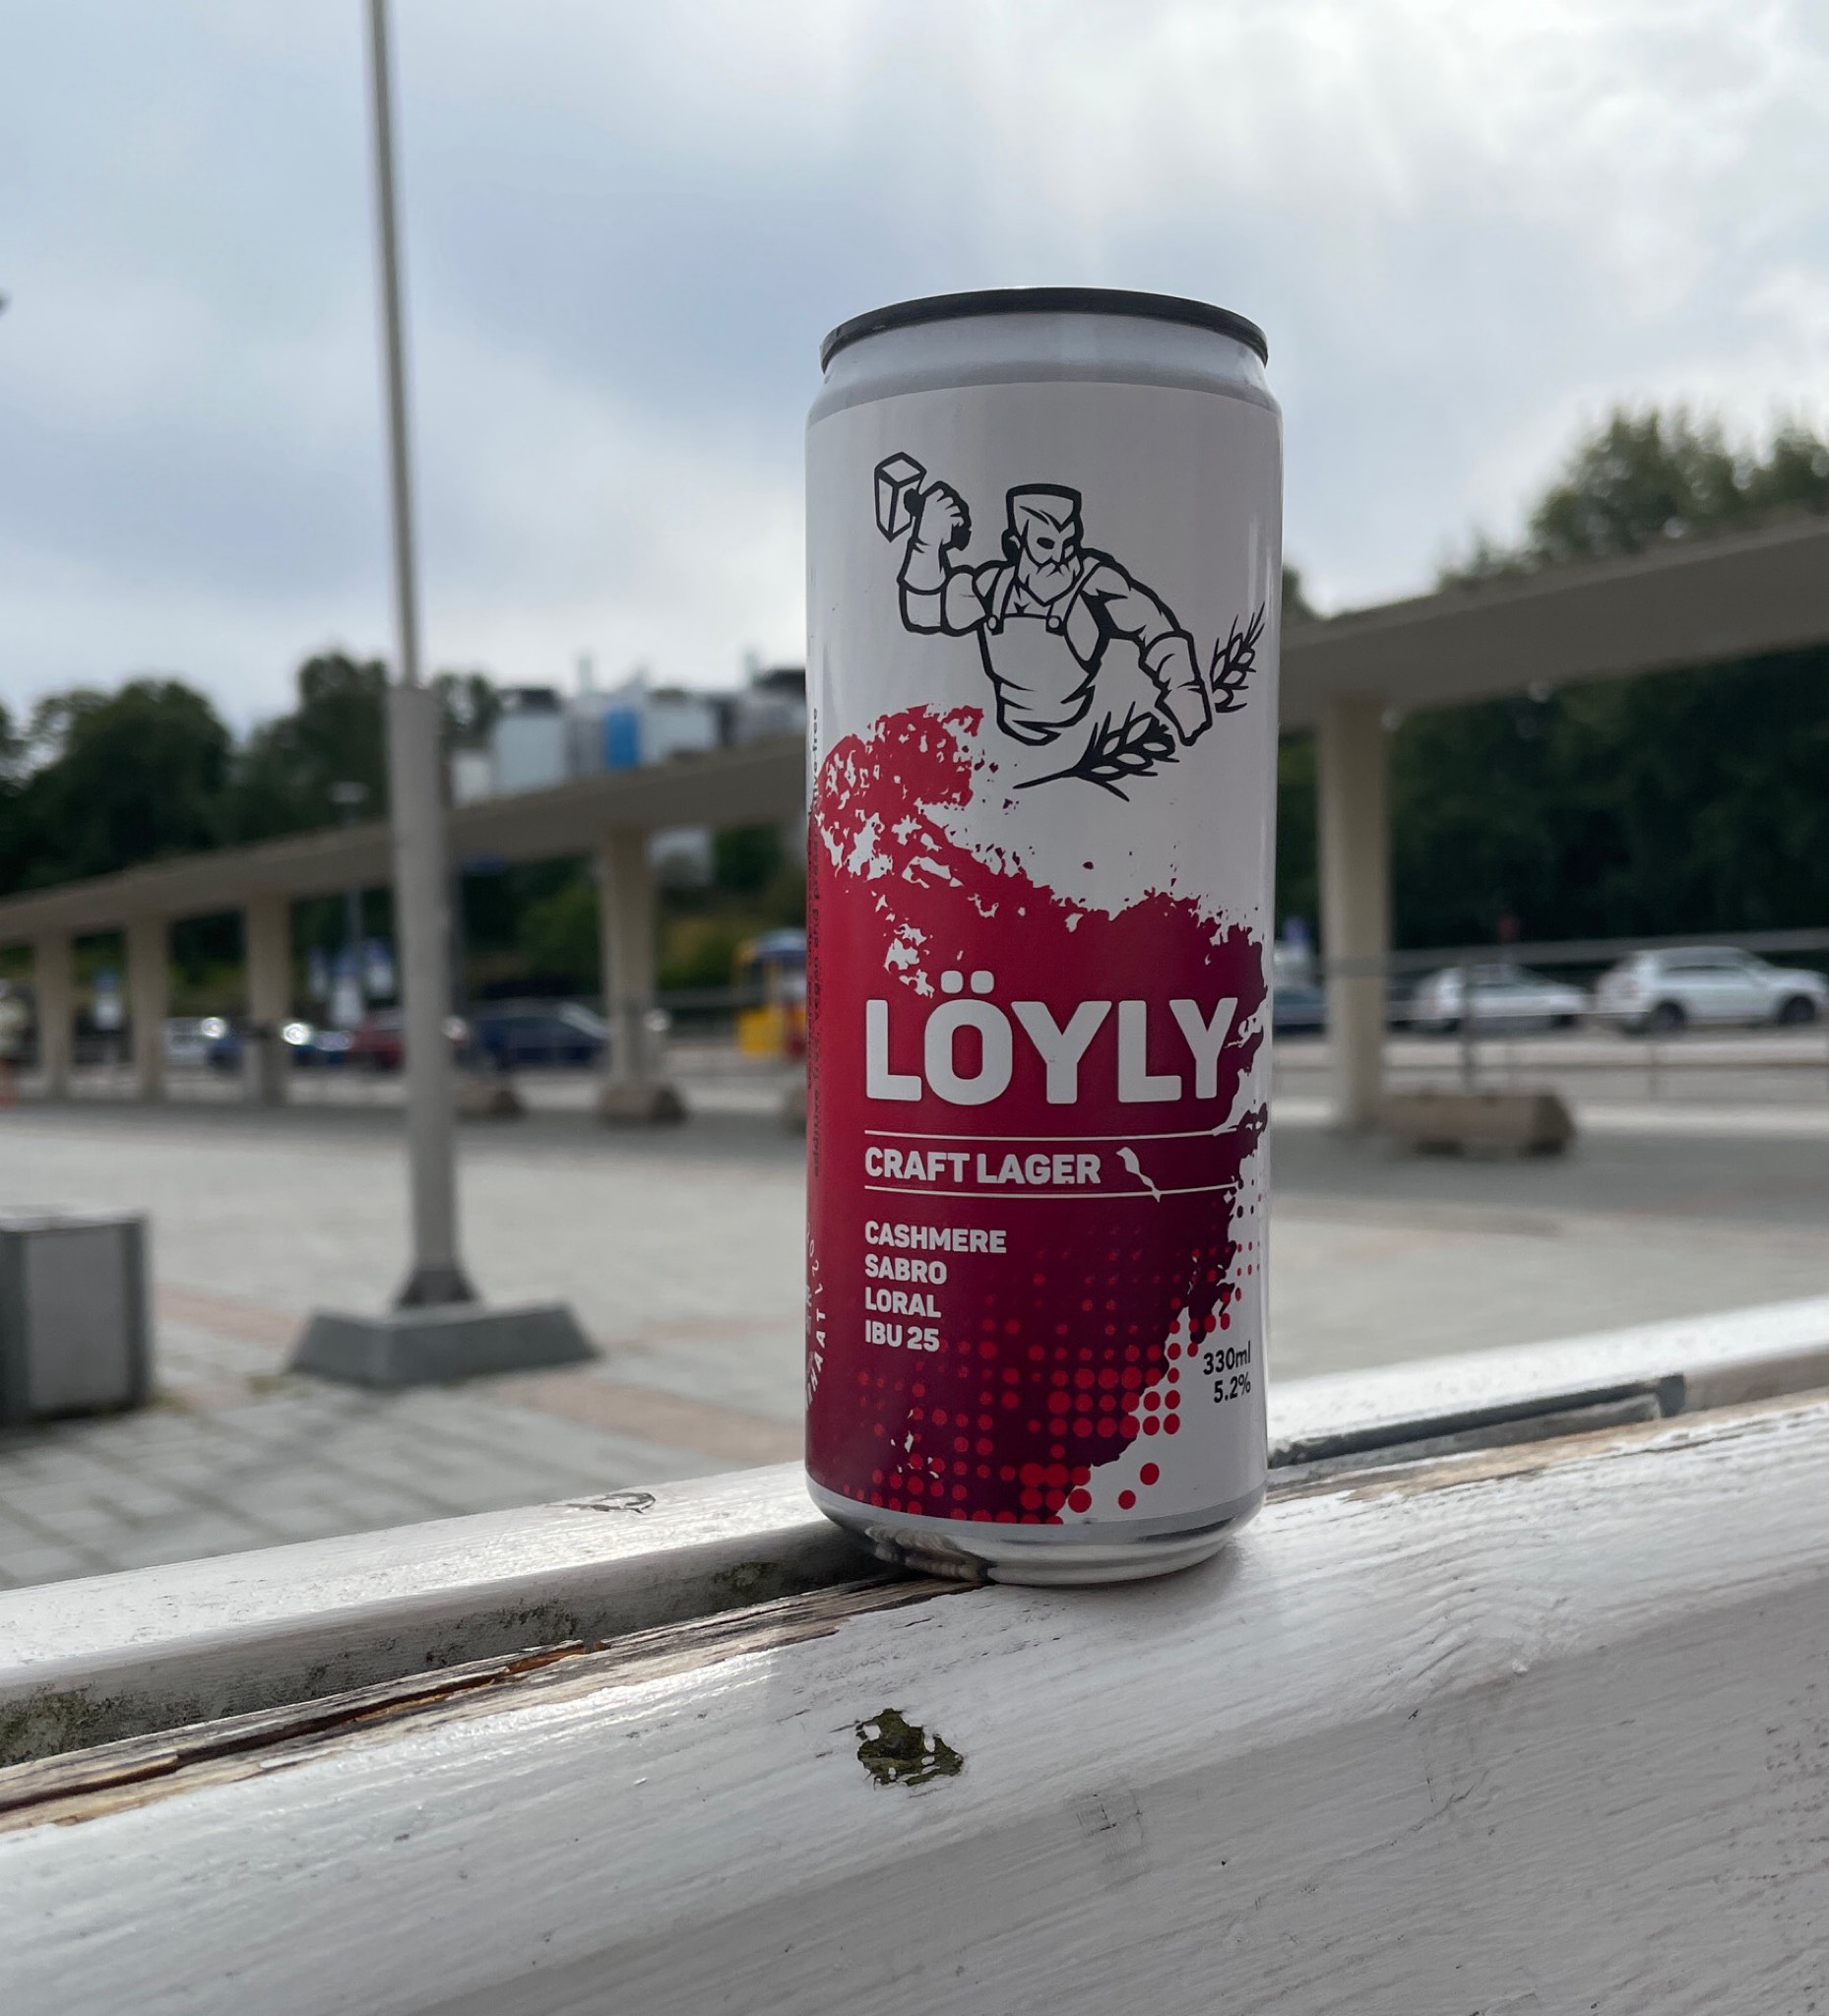 LÖYLY
CRAFT LAGER
CASHMERE
SABRO
LORAL
IBU 25
330ml
5.2%